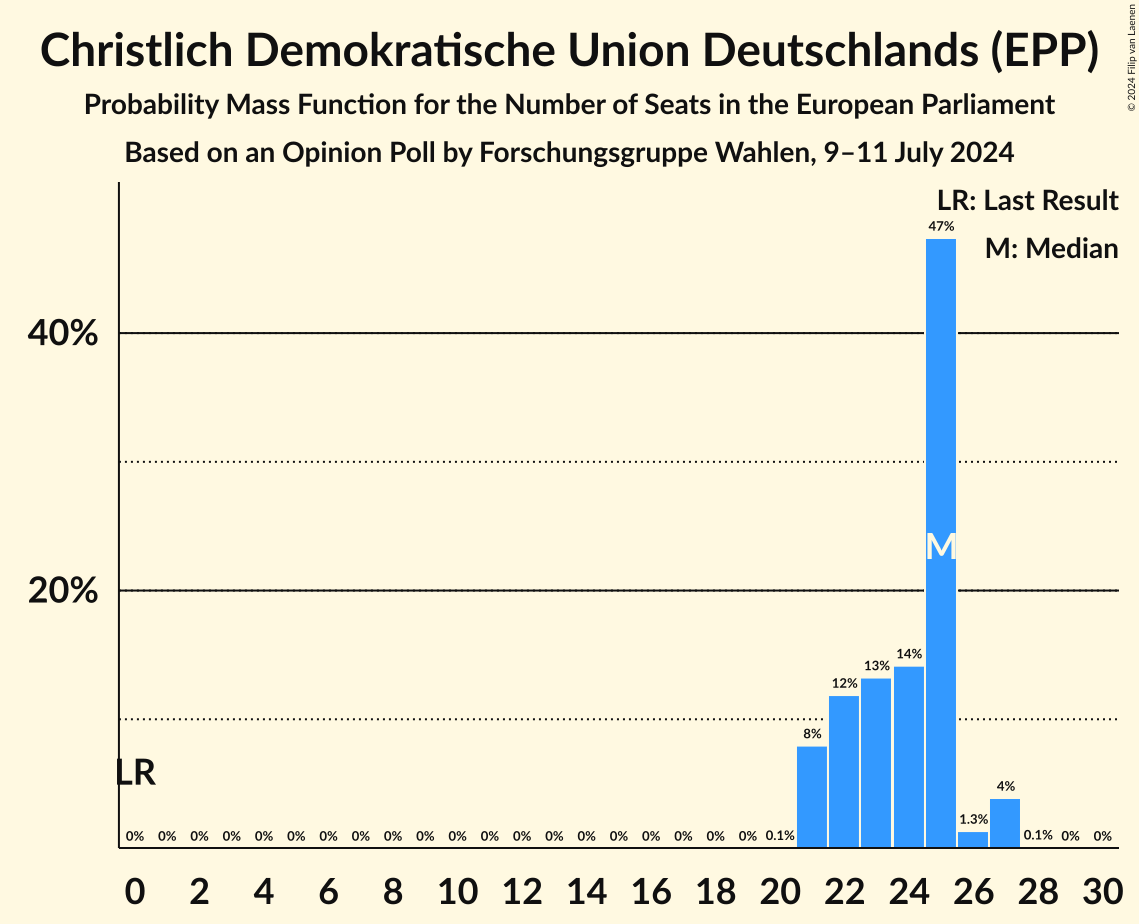 Christlich Demokratische Union Deutschlands (EPP)
Probability Mass Function for the Number of Seats in the European Parliament
Based on an Opinion Poll by Forschungsgruppe Wahlen, 9–11 July 2024
© 2024 Filip van Laenen
LR: Last Result
M: Median
47%
40%
M
20%
14%
13%
12%
8%
LR
4%
1.3%
0% 0% 0% 0% 0% 0% 0% 0% 0% 0% 0% 0% 0% 0% 0% 0% 0% 0% 0% 0% 0.1% 0.1% 0% 0%
0 2 4 6 8 10 12 14 16 18 20 22 24 26 28 30